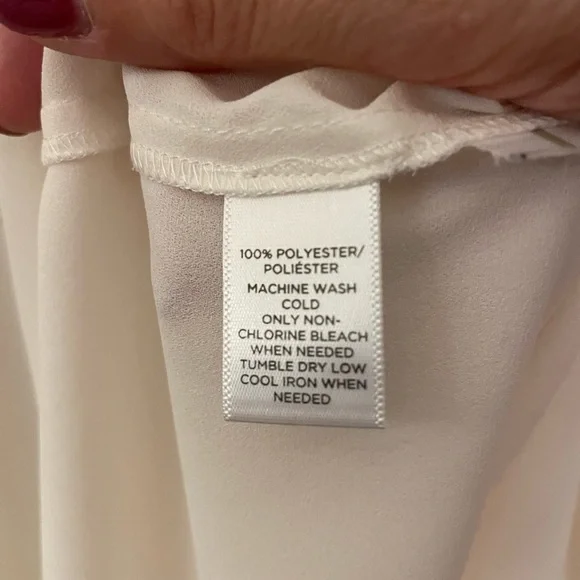 100% POLYESTER/
POLIÉSTER
MACHINE WASH
COLD
ONLY NON-
CHLORINE BLEACH
WHEN NEEDED
TUMBLE DRY LOW
COOL IRON WHEN
NEEDED